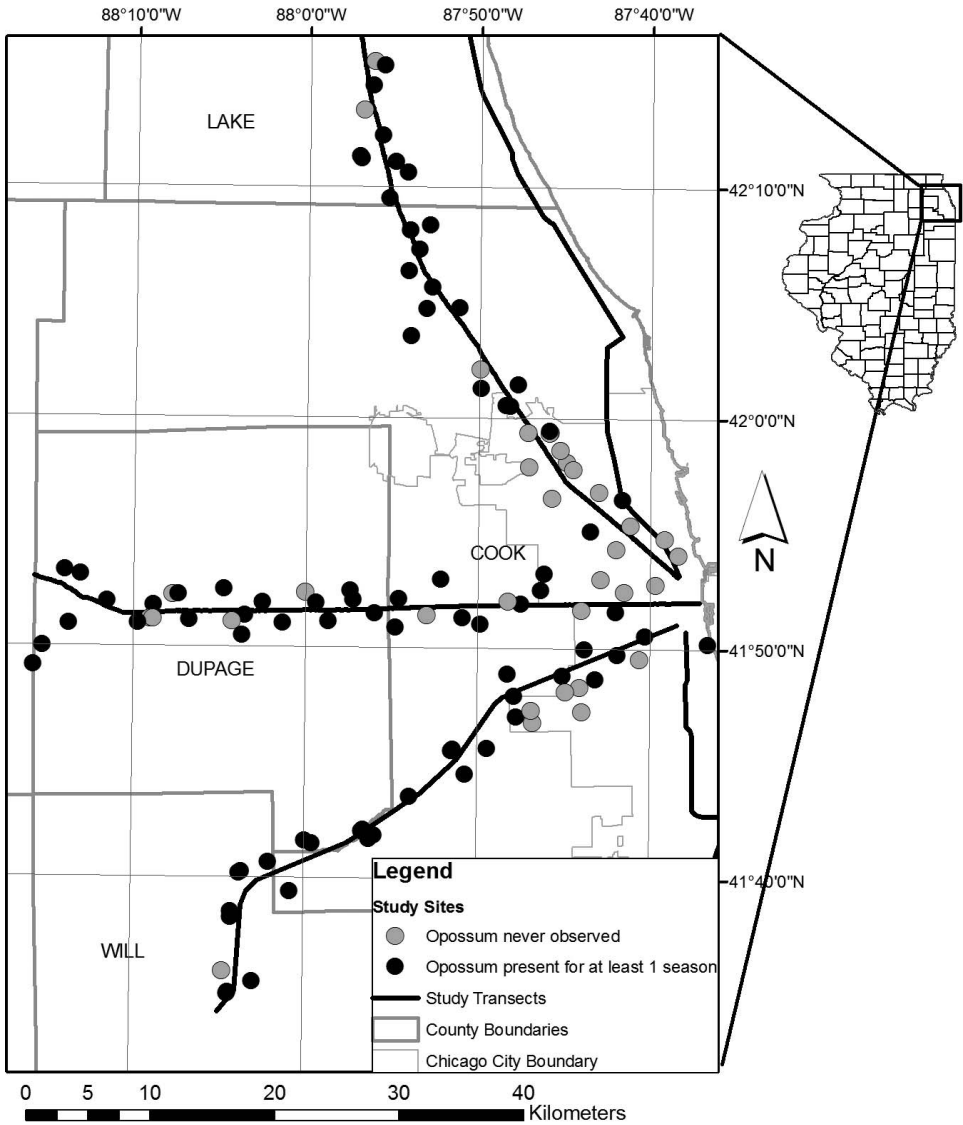 88°10'0"W 88°0'0"W 87°50'0"W 87°40'0"W
LAKE
42°10'0"N
42°0'0"N
N
COOK
41°50'0"N
DUPAGE
41°40'0"N
WILL
Legend
Study Sites
Opossum never observed
Opossum present for at least 1 season
Study Transects
County Boundaries
Chicago City Boundary
0 5 10 20 30 40
Kilometers